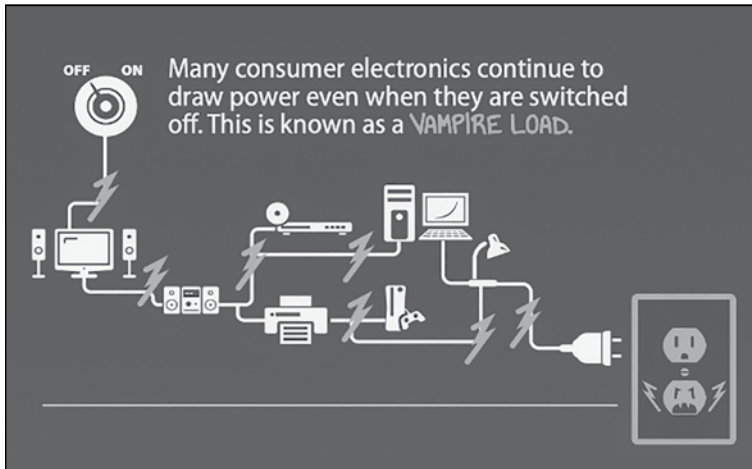 OFF ON
Many consumer electronics continue to
draw power even when they are switched
off. This is known as a VAMPIRE LOAD.